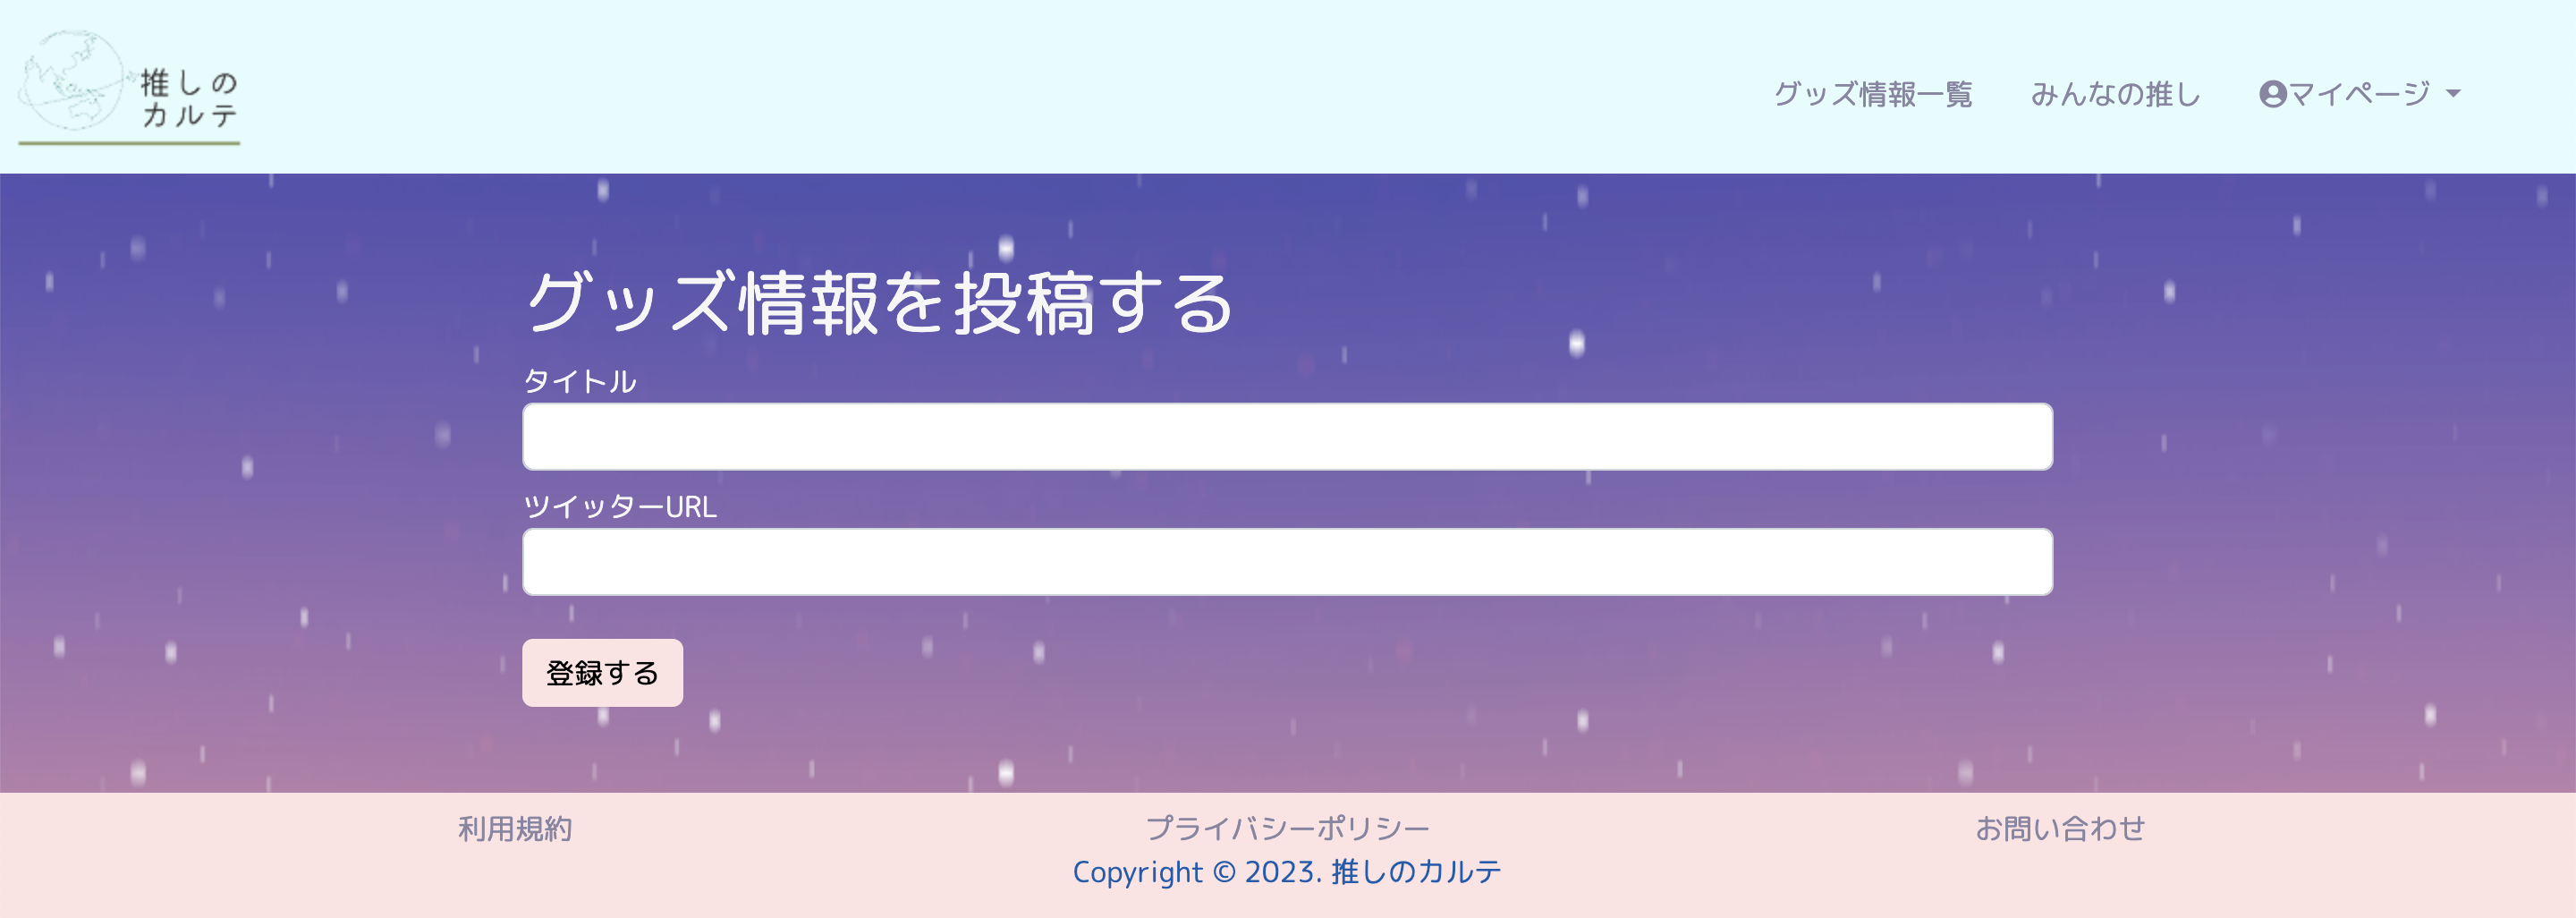 推しの
カルテ
グッズ情報一覧
みんなの推し
マイページ
グッズ情報を投稿する
タイトル
ツイッターURL
登録する
利用規約
プライバシーポリシー
お問い合わせ
Copyright © 2023. 推しのカルテ